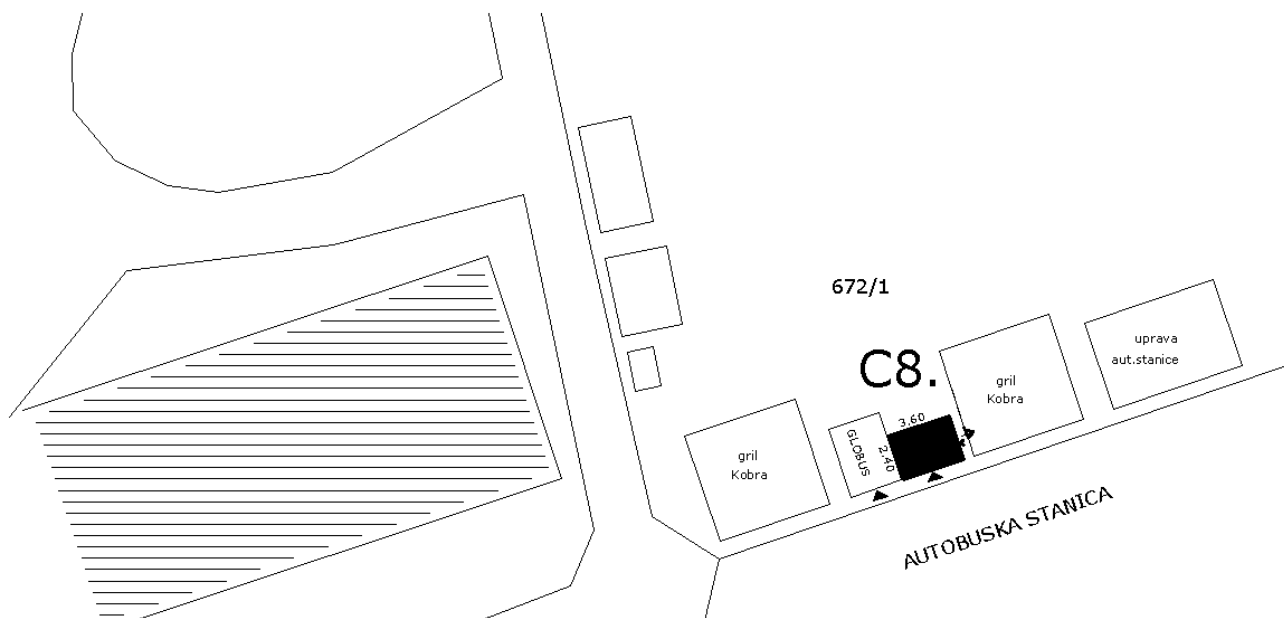 672/1
C8.
uprava
aut.stanice
gril
Kobra
3.60
2.40
GLOBUS
gril
Kobra
AUTOBUSKA STANICA